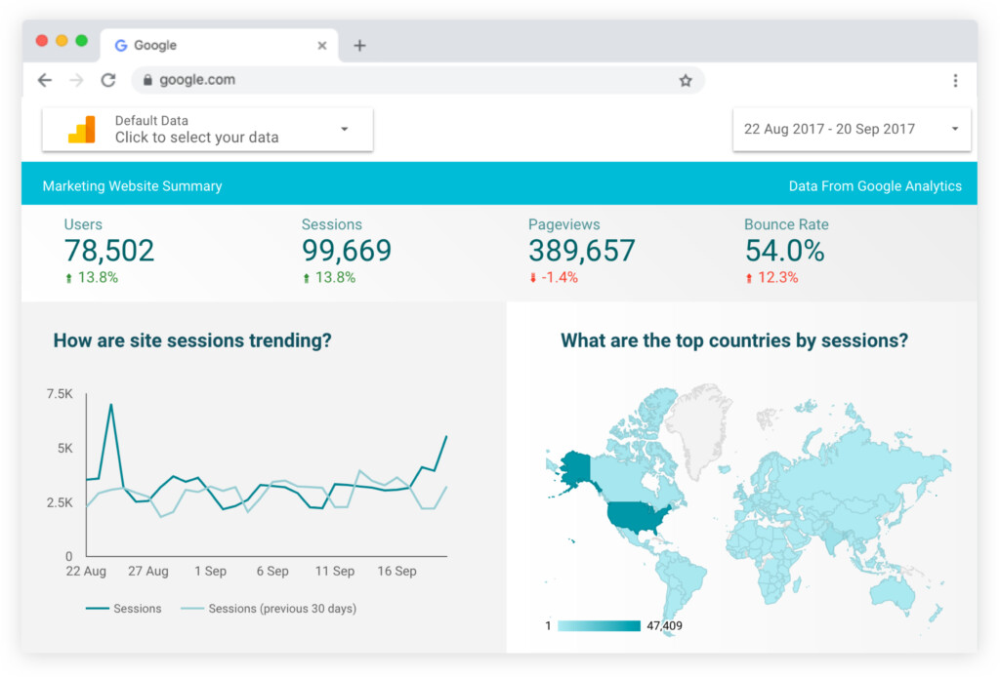 Google
google.com
Default Data
Click to select your data
22 Aug 2017 - 20 Sep 2017
Marketing Website Summary
Data From Google Analytics
Users
78,502
13.8%
Sessions
99,669
13.8%
Pageviews
389,657
-1.4%
Bounce Rate
54.0%
12.3%
How are site sessions trending?
7.5K
5K
2.5K
0
22 Aug 27 Aug 1 Sep 6 Sep 11 Sep 16 Sep
Sessions Sessions (previous 30 days)
What are the top countries by sessions?
1 47,409